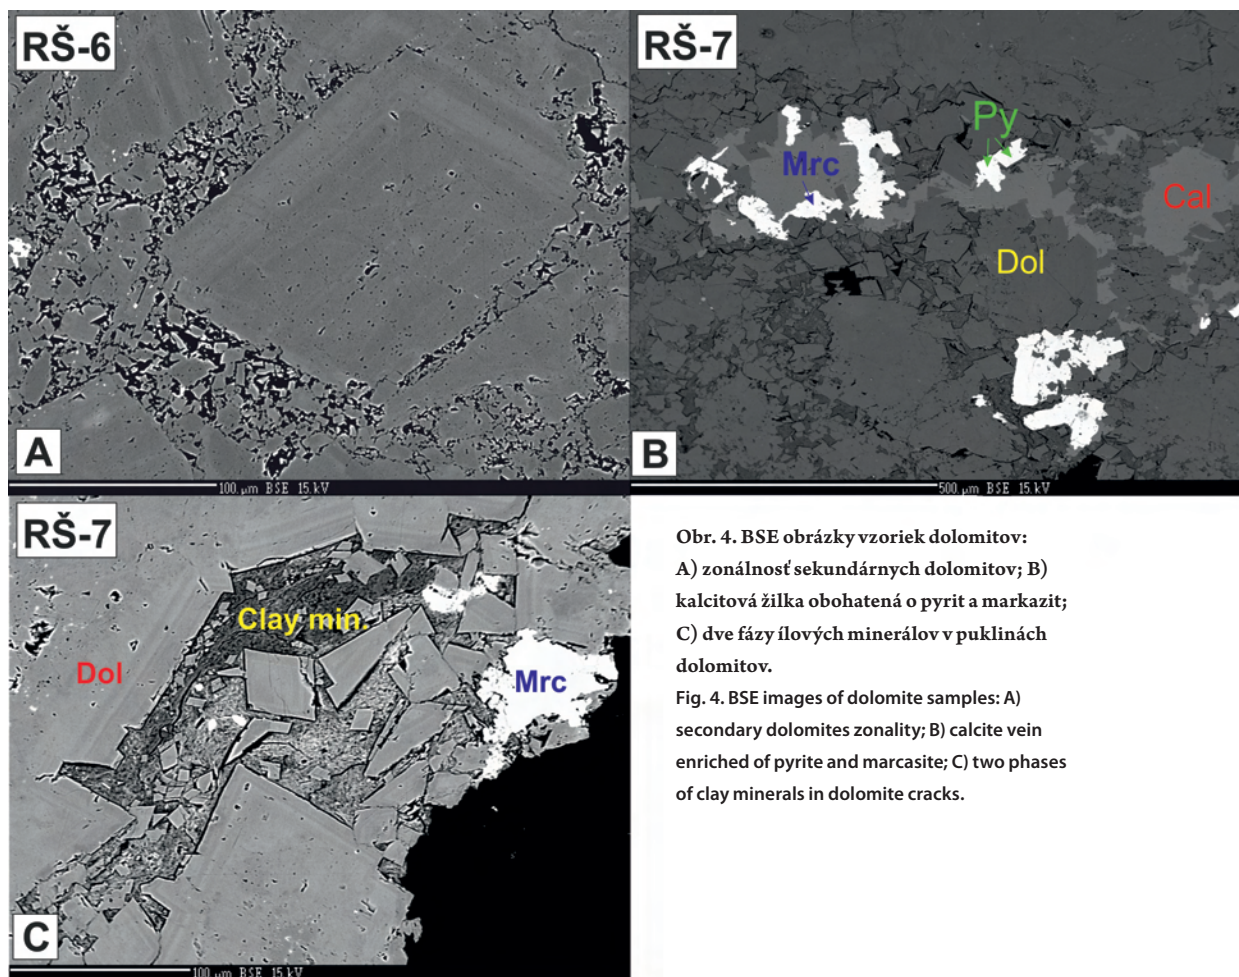 RŠ-6
A
100.µm BSE 15.kV
RŠ-7
Py
Mrc
Cal
Dol
B
500.µm BSE 15.kV
RŠ-7
Clay min.
Dol
Mrc
C
100.µm BSE 15.kV
Obr. 4. BSE obrázky vzoriek dolomitov:
A) zonálnosť sekundárnych dolomitov; B)
kalcitová žilka obohatená o pyrit a markazit;
C) dve fázy ílových minerálov v puklinách
dolomitov.
Fig. 4. BSE images of dolomite samples: A)
secondary dolomites zonality; B) calcite vein
enriched of pyrite and marcasite; C) two phases
of clay minerals in dolomite cracks.